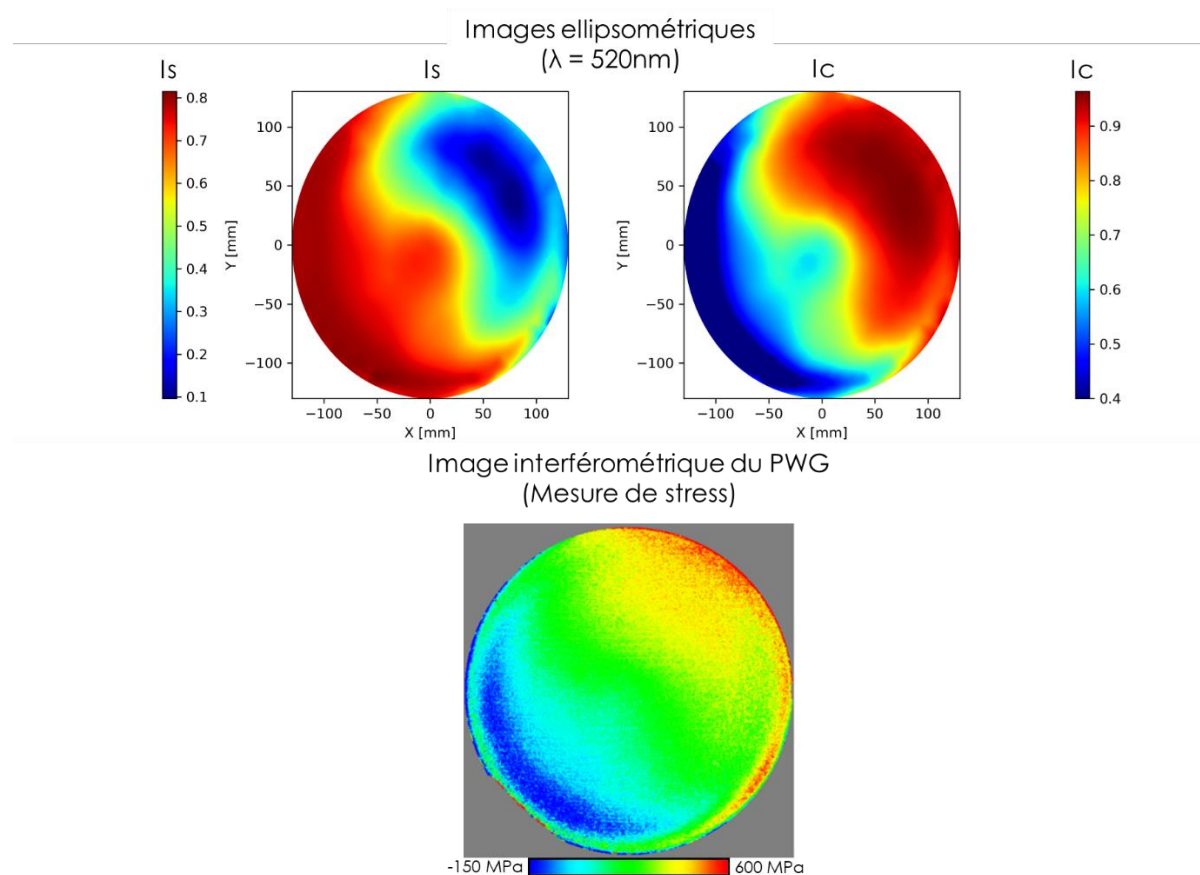 Images ellipsométriques
(λ = 520nm)
Is
Is
Ic
Ic
0.8
0.7
0.6
0.5
0.4
0.3
0.2
0.1
100
50
0
−50
−100
Y [mm]
−100 −50 0 50 100
X [mm]
100
50
0
−50
−100
Y [mm]
−100 −50 0 50 100
X [mm]
0.9
0.8
0.7
0.6
0.5
0.4
Image interférométrique du PWG
(Mesure de stress)
-150 MPa 600 MPa